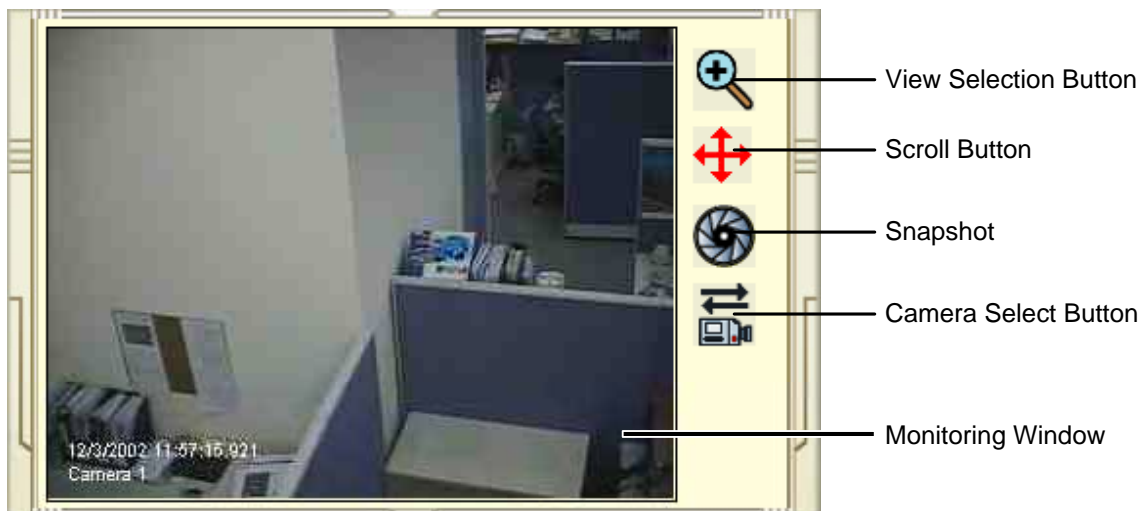 View Selection Button
Scroll Button
Snapshot
Camera Select Button
Monitoring Window
12/3/2002 11:57:15.921
Camera 1